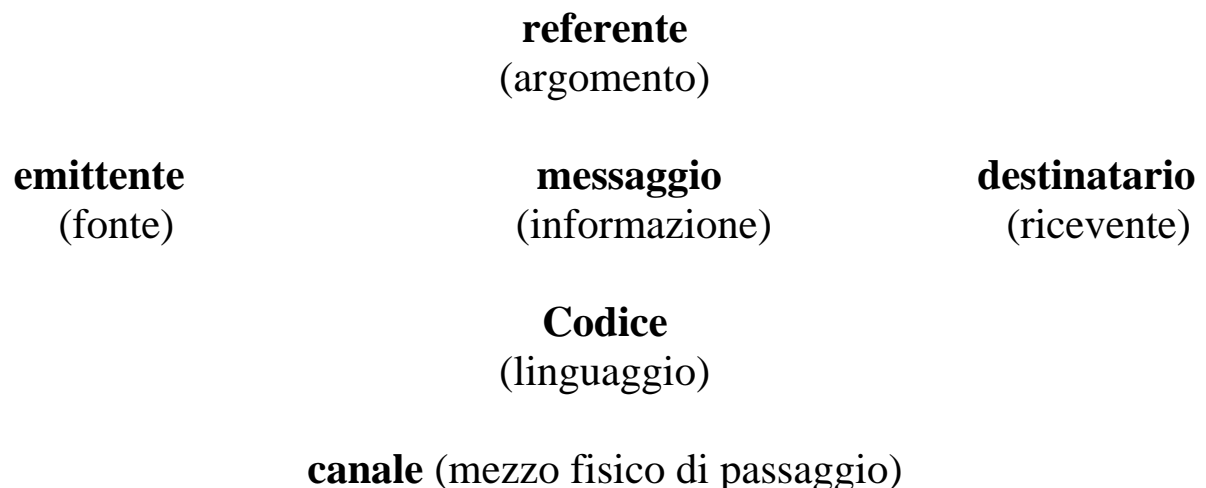 referente
(argomento)
emittente messaggio destinatario
(fonte) (informazione) (ricevente)
Codice
(linguaggio)
canale (mezzo fisico di passaggio)